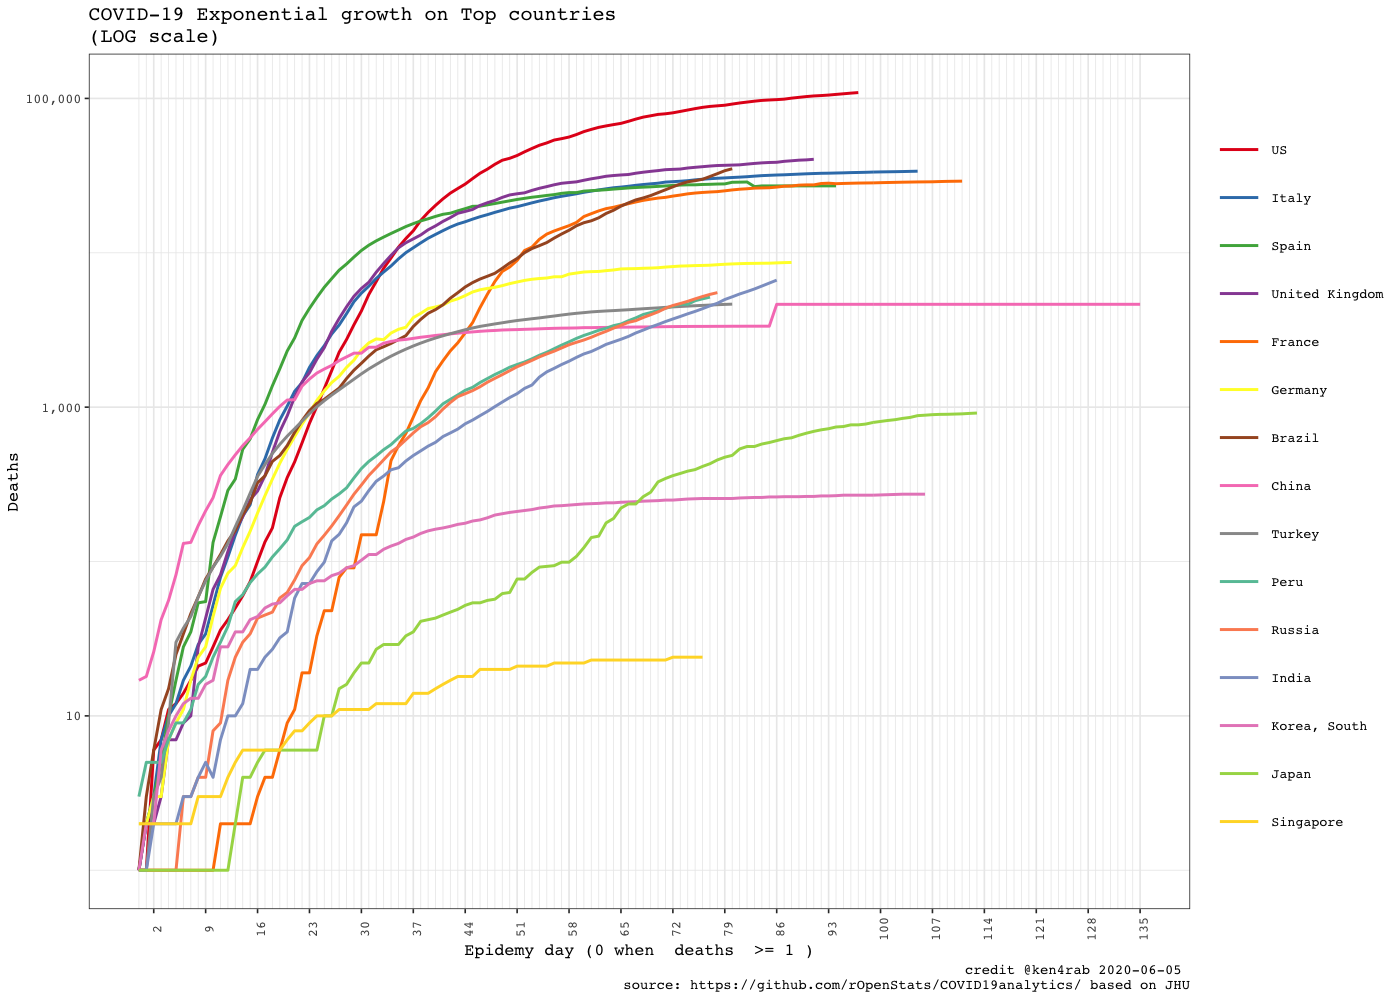 COVID-19 Exponential growth on Top countries
(LOG scale)
100,000
1,000
10
Deaths
2 9 16 23 30 37 44 51 58 65 72 79 86 93 100 107 114 121 128 135
Epidemy day (0 when  deaths  >= 1 )
US
Italy
Spain
United Kingdom
France
Germany
Brazil
China
Turkey
Peru
Russia
India
Korea, South
Japan
Singapore
credit @ken4rab 2020-06-05
source: https://github.com/rOpenStats/COVID19analytics/ based on JHU